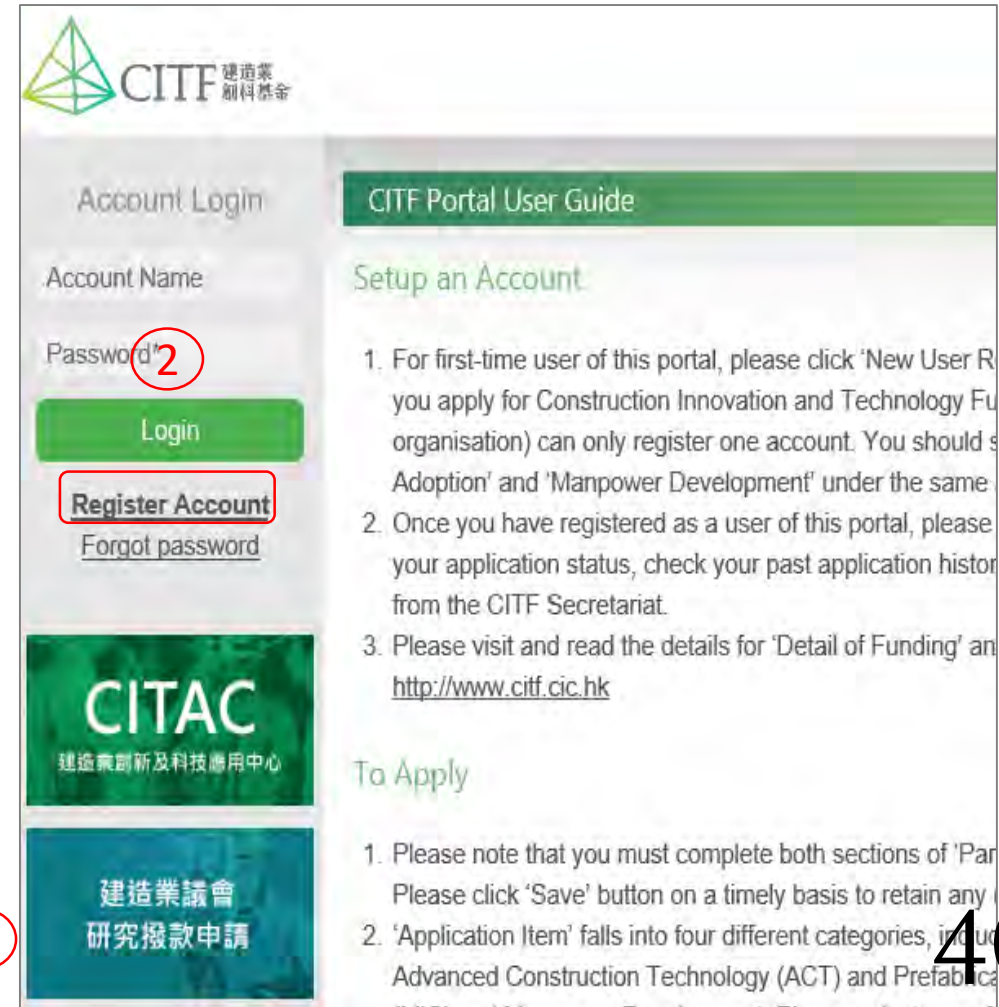 CITF 建造業
創科基金
Account Login
Account Name
Password*
2
Login
Register Account
Forgot password
CITAC
建造業創新及科技應用中心
建造業議會
研究撥款申請
CITF Portal User Guide
Setup an Account
1. For first-time user of this portal, please click 'New User R
you apply for Construction Innovation and Technology Fu
organisation) can only register one account. You should s
Adoption' and 'Manpower Development' under the same
2. Once you have registered as a user of this portal, please
your application status, check your past application histor
from the CITF Secretariat.
3. Please visit and read the details for 'Detail of Funding' an
http://www.citf.cic.hk
To Apply
1. Please note that you must complete both sections of 'Par
Please click 'Save' button on a timely basis to retain any
2. 'Application Item' falls into four different categories, includ
Advanced Construction Technology (ACT) and Prefabrica